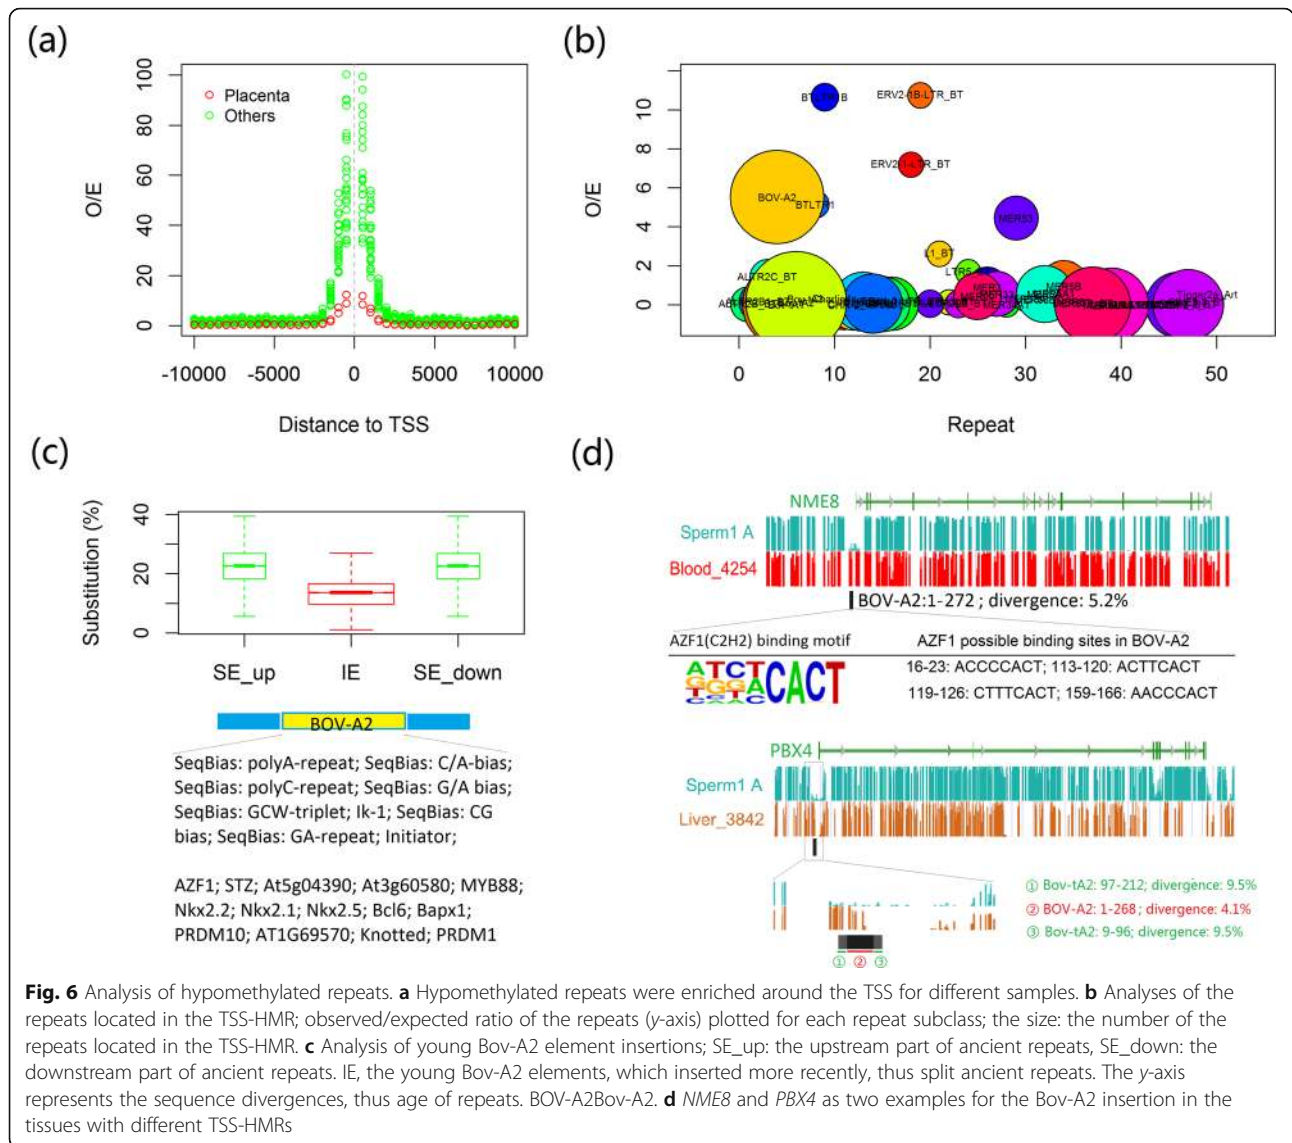 (a)
O/E
100
80
60
40
20
0
Placenta
Others
-10000 -5000 0 5000 10000
Distance to TSS
(b)
O/E
10
8
6
4
2
0
ERV2-1B-LTR_BT
ERV2-1-LTR_BT
BOV-A2
BTLTR1
MER53
L1_BT
ALTR2C_BT
0 10 20 30 40 50
Repeat
(c)
Substitution (%)
40
20
0
SE_up IE SE_down
BOV-A2
SeqBias: polyA-repeat; SeqBias: C/A-bias;
SeqBias: polyC-repeat; SeqBias: G/A bias;
SeqBias: GCW-triplet; Ik-1; SeqBias: CG
bias; SeqBias: GA-repeat; Initiator;
AZF1; STZ; At5g04390; At3g60580; MYB88;
Nkx2.2; Nkx2.1; Nkx2.5; Bcl6; Bapx1;
PRDM10; AT1G69570; Knotted; PRDM1
(d)
NME8
Sperm1 A
Blood_4254
BOV-A2:1-272 ; divergence: 5.2%
AZF1(C2H2) binding motif
CACT
AZF1 possible binding sites in BOV-A2
16-23: ACCCCACT; 113-120: ACTTCACT
119-126: CTTTCACT; 159-166: AACCCACT
PBX4
Sperm1 A
Liver_3842
① Bov-tA2: 97-212; divergence: 9.5%
② BOV-A2: 1-268; divergence: 4.1%
③ Bov-tA2: 9-96; divergence: 9.5%
① ② ③
Fig. 6 Analysis of hypomethylated repeats. a Hypomethylated repeats were enriched around the TSS for different samples. b Analyses of the
repeats located in the TSS-HMR; observed/expected ratio of the repeats (y-axis) plotted for each repeat subclass; the size: the number of the
repeats located in the TSS-HMR. c Analysis of young Bov-A2 element insertions; SE_up: the upstream part of ancient repeats, SE_down: the
downstream part of ancient repeats. IE, the young Bov-A2 elements, which inserted more recently, thus split ancient repeats. The y-axis
represents the sequence divergences, thus age of repeats. BOV-A2Bov-A2. d NME8 and PBX4 as two examples for the Bov-A2 insertion in the
tissues with different TSS-HMRs